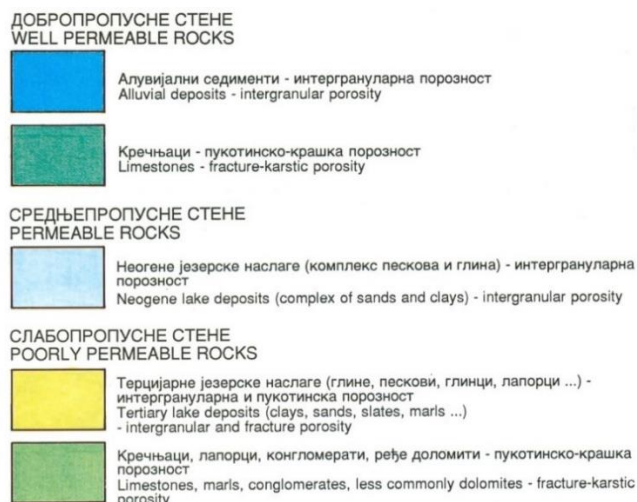 ДОБРОПРОПУСНЕ СТЕНЕ
WELL PERMEABLE ROCKS
Алувијални седименти - интергрануларна порозност
Alluvial deposits - intergranular porosity
Кречњаци - пукотинско-крашка порозност
Limestones - fracture-karstic porosity
СРЕДЊЕПРОПУСНЕ СТЕНЕ
PERMEABLE ROCKS
Неогене језерске наслаге (комплекс пескова и глина) - интергрануларна
порозност
Neogene lake deposits (complex of sands and clays) - intergranular porosity
СЛАБОПРОПУСНЕ СТЕНЕ
POORLY PERMEABLE ROCKS
Терцијарне језерске наслаге (глине, пескови, глинци, лапорци ...) -
интергрануларна и пукотинска порозност
Tertiary lake deposits (clays, sands, slates, marls ...)
- intergranular and fracture porosity
Кречњаци, лапорци, конгломерати, ређе доломити - пукотинско-крашка
порозност
Limestones, marls, conglomerates, less commonly dolomites - fracture-karstic
porosity